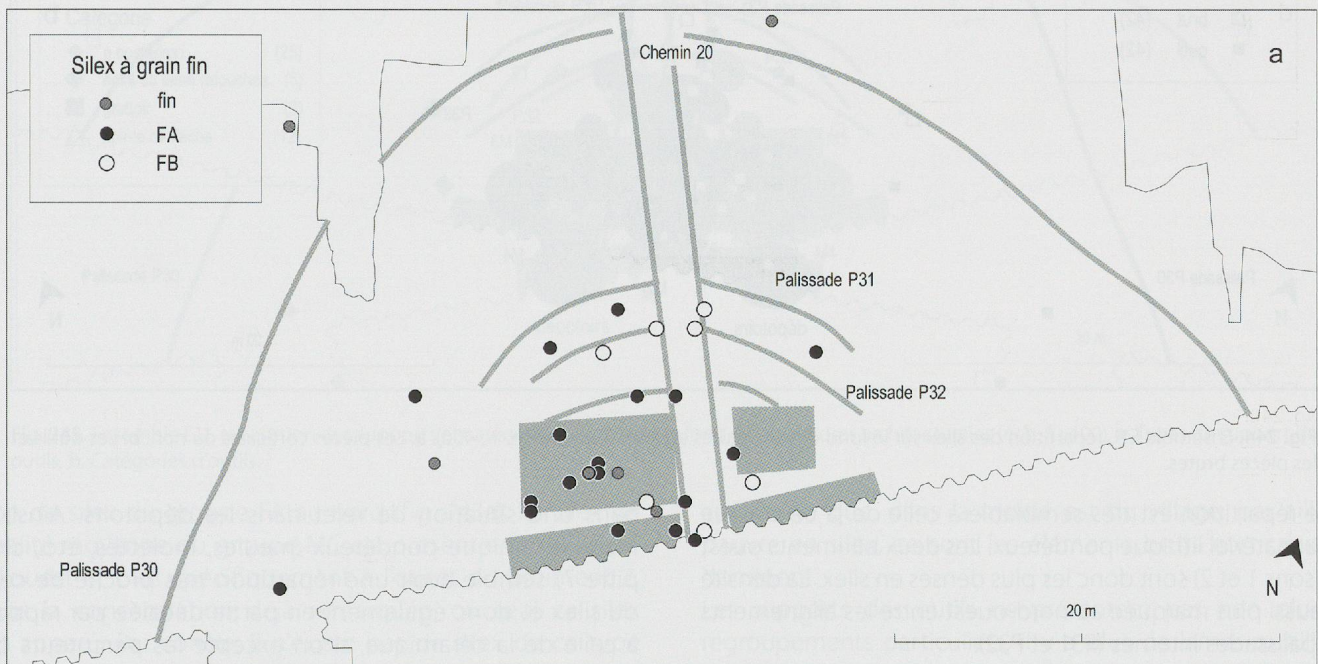 Chemin 20
a
Silex à grain fin
fin
FA
FB
Palissade P31
Palissade P32
Palissade P30
N
20 m